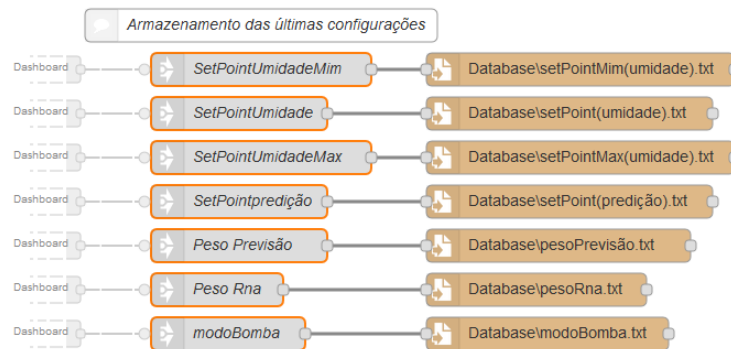 Armazenamento das últimas configurações
Dashboard SetPointUmidadeMim Database\setPointMim(umidade).txt
Dashboard SetPointUmidade Database\setPoint(umidade).txt
Dashboard SetPointUmidadeMax Database\setPointMax(umidade).txt
Dashboard SetPointpredição Database\setPoint(predição).txt
Dashboard Peso Previsão Database\pesoPrevisão.txt
Dashboard Peso Rna Database\pesoRna.txt
Dashboard modoBomba Database\modoBomba.txt